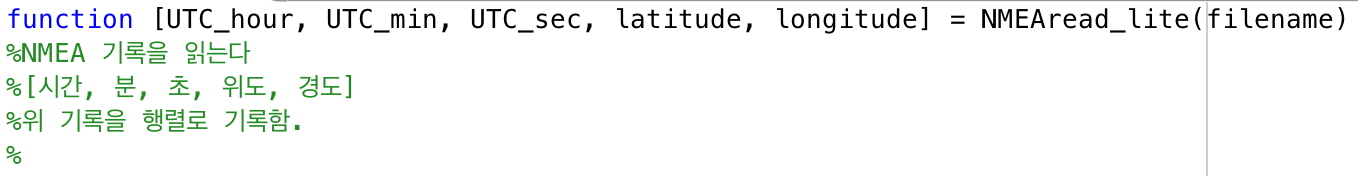 function [UTC_hour, UTC_min, UTC_sec, latitude, longitude] = NMEAread_lite(filename)
%NMEA 기록을 읽는다
%[시간, 분, 초, 위도, 경도]
%위 기록을 행렬로 기록함.
%